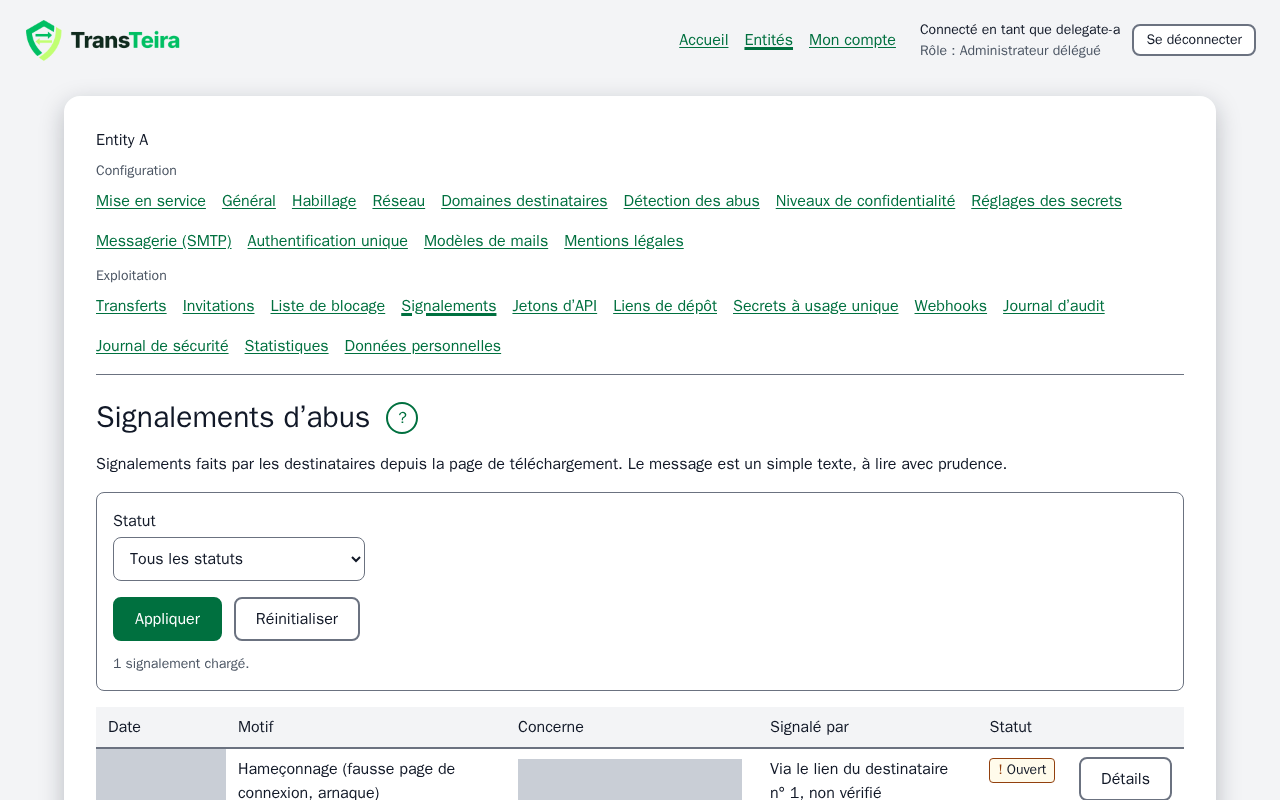 TransTeira
Accueil Entités Mon compte
Connecté en tant que delegate-a
Rôle : Administrateur délégué
Se déconnecter
Entity A
Configuration
Mise en service Général Habillage Réseau Domaines destinataires Détection des abus Niveaux de confidentialité Réglages des secrets
Messagerie (SMTP) Authentification unique Modèles de mails Mentions légales
Exploitation
Transferts Invitations Liste de blocage Signalements Jetons d’API Liens de dépôt Secrets à usage unique Webhooks Journal d’audit
Journal de sécurité Statistiques Données personnelles
Signalements d’abus ?
Signalements faits par les destinataires depuis la page de téléchargement. Le message est un simple texte, à lire avec prudence.
Statut
Tous les statuts
Appliquer Réinitialiser
1 signalement chargé.
Date Motif Concerne Signalé par Statut
Hameçonnage (fausse page de
connexion, arnaque)
Via le lien du destinataire
n° 1, non vérifié
! Ouvert
Détails